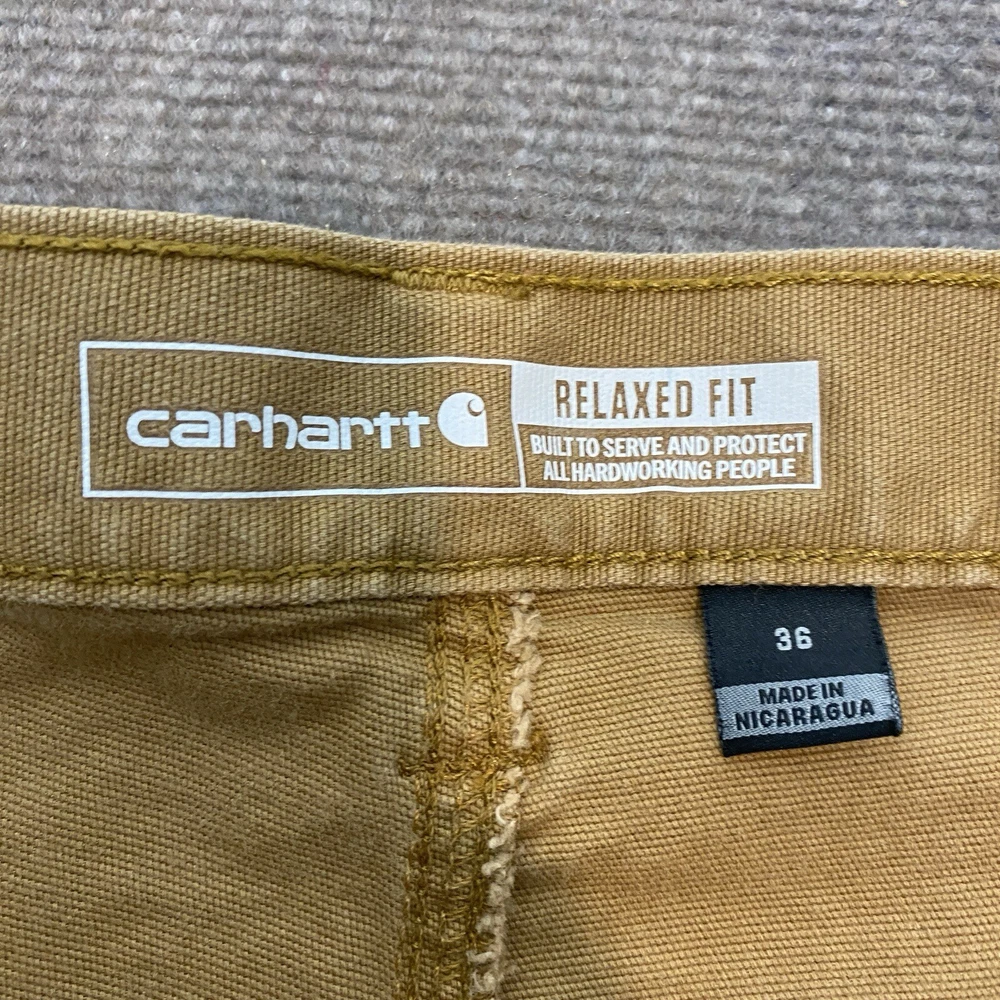 carhartt
RELAXED FIT
BUILT TO SERVE AND PROTECT
ALL HARDWORKING PEOPLE
36
MADE IN
NICARAGUA